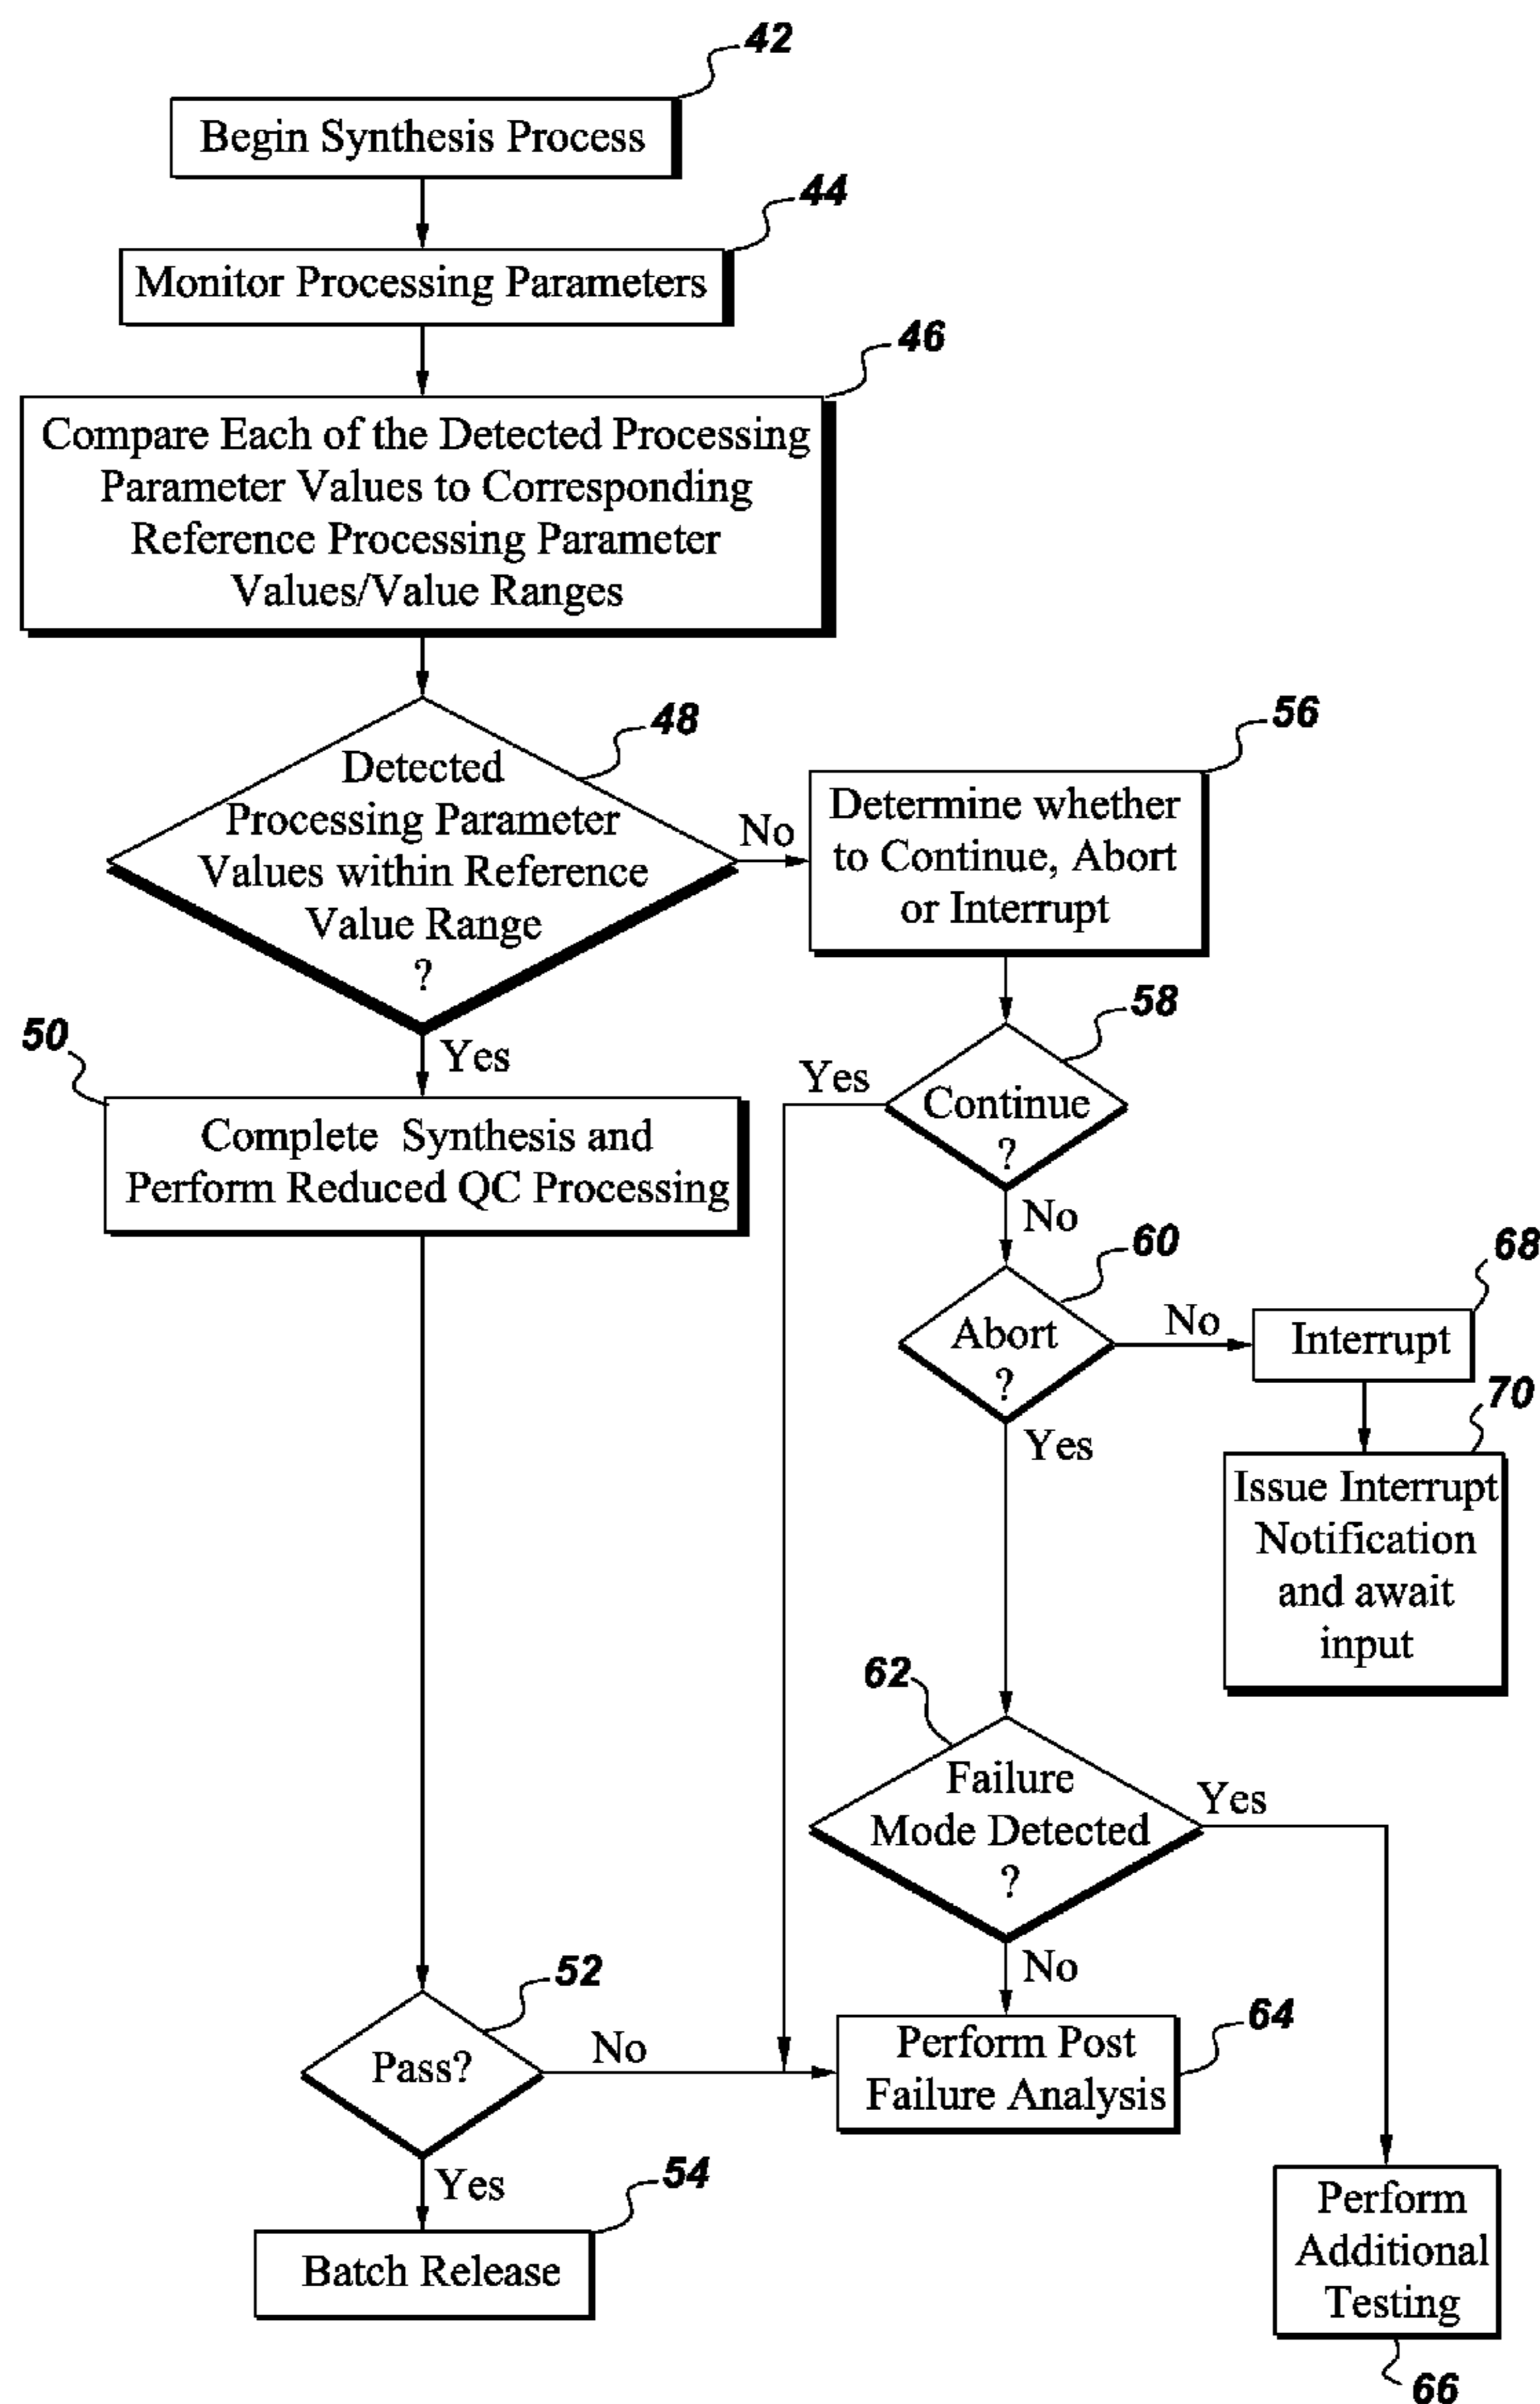 42
Begin Synthesis Process
44
Monitor Processing Parameters
46
Compare Each of the Detected Processing
Parameter Values to Corresponding
Reference Processing Parameter
Values/Value Ranges
48
Detected
Processing Parameter
Values within Reference
Value Range
?
No
56
Determine whether
to Continue, Abort
or Interrupt
Yes
50
Complete Synthesis and
Perform Reduced QC Processing
58
Continue
?
Yes
No
60
Abort
?
No
68
Interrupt
70
Issue Interrupt
Notification
and await
input
Yes
62
Failure
Mode Detected
?
Yes
No
52
Pass?
No
64
Perform Post
Failure Analysis
Yes
54
Batch Release
Perform
Additional
Testing
66